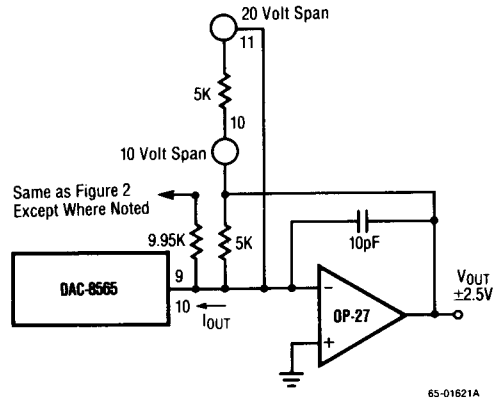 20 Volt Span
11
5K
10
10 Volt Span
Same as Figure 2
Except Where Noted
9.95K
5K
10pF
DAC-8565
9
10
IOUT
−
+
OP-27
VOUT
±2.5V
65-01621A